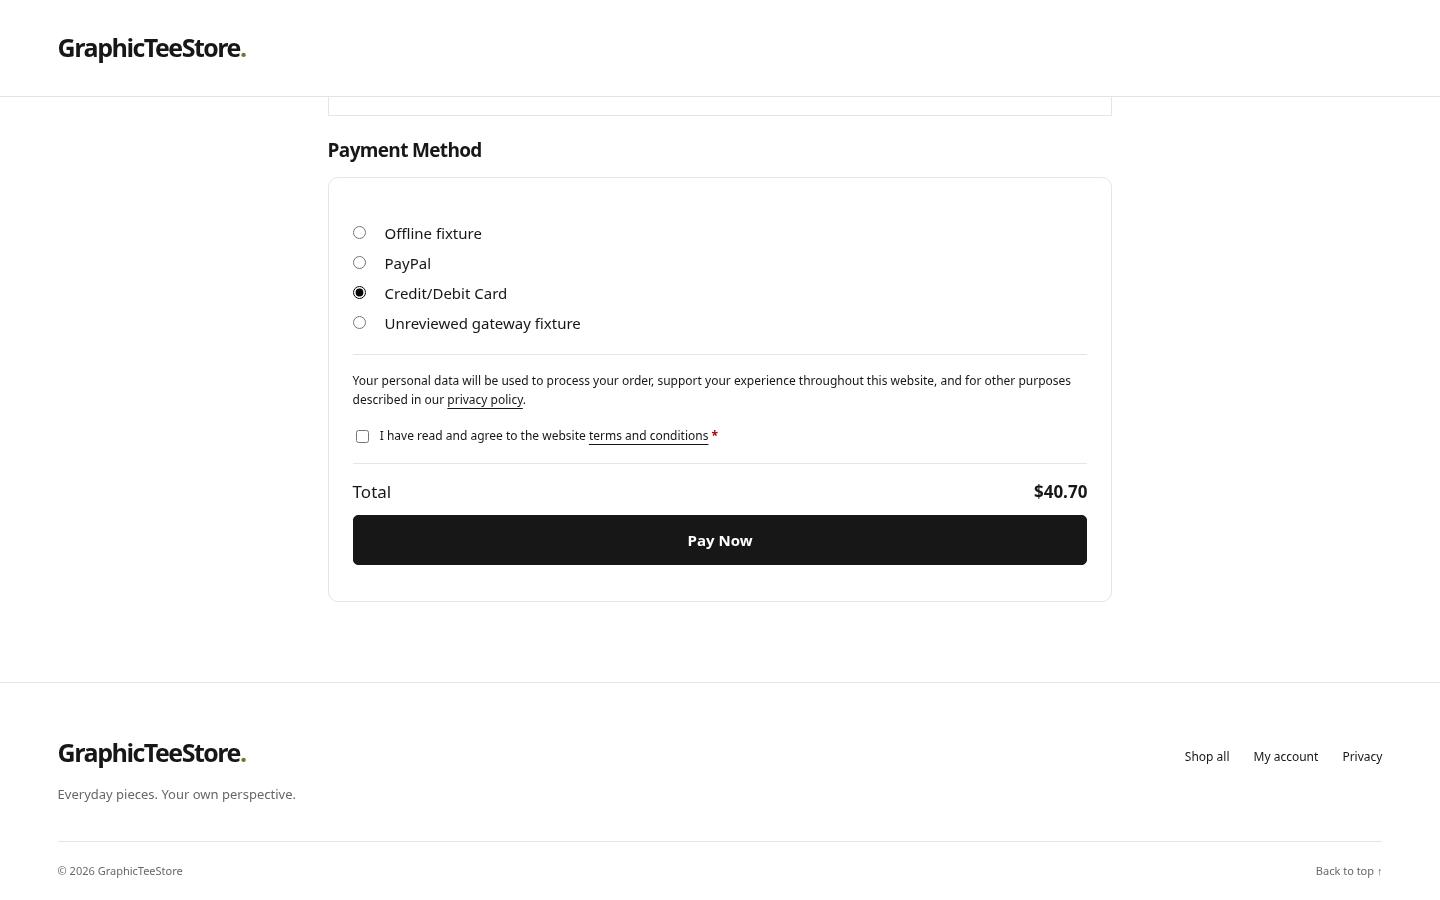 GraphicTeeStore.
Payment Method
Offline fixture
PayPal
Credit/Debit Card
Unreviewed gateway fixture
Your personal data will be used to process your order, support your experience throughout this website, and for other purposes
described in our privacy policy.
I have read and agree to the website terms and conditions *
Total $40.70
Pay Now
GraphicTeeStore.
Shop all My account Privacy
Everyday pieces. Your own perspective.
© 2026 GraphicTeeStore
Back to top ↑